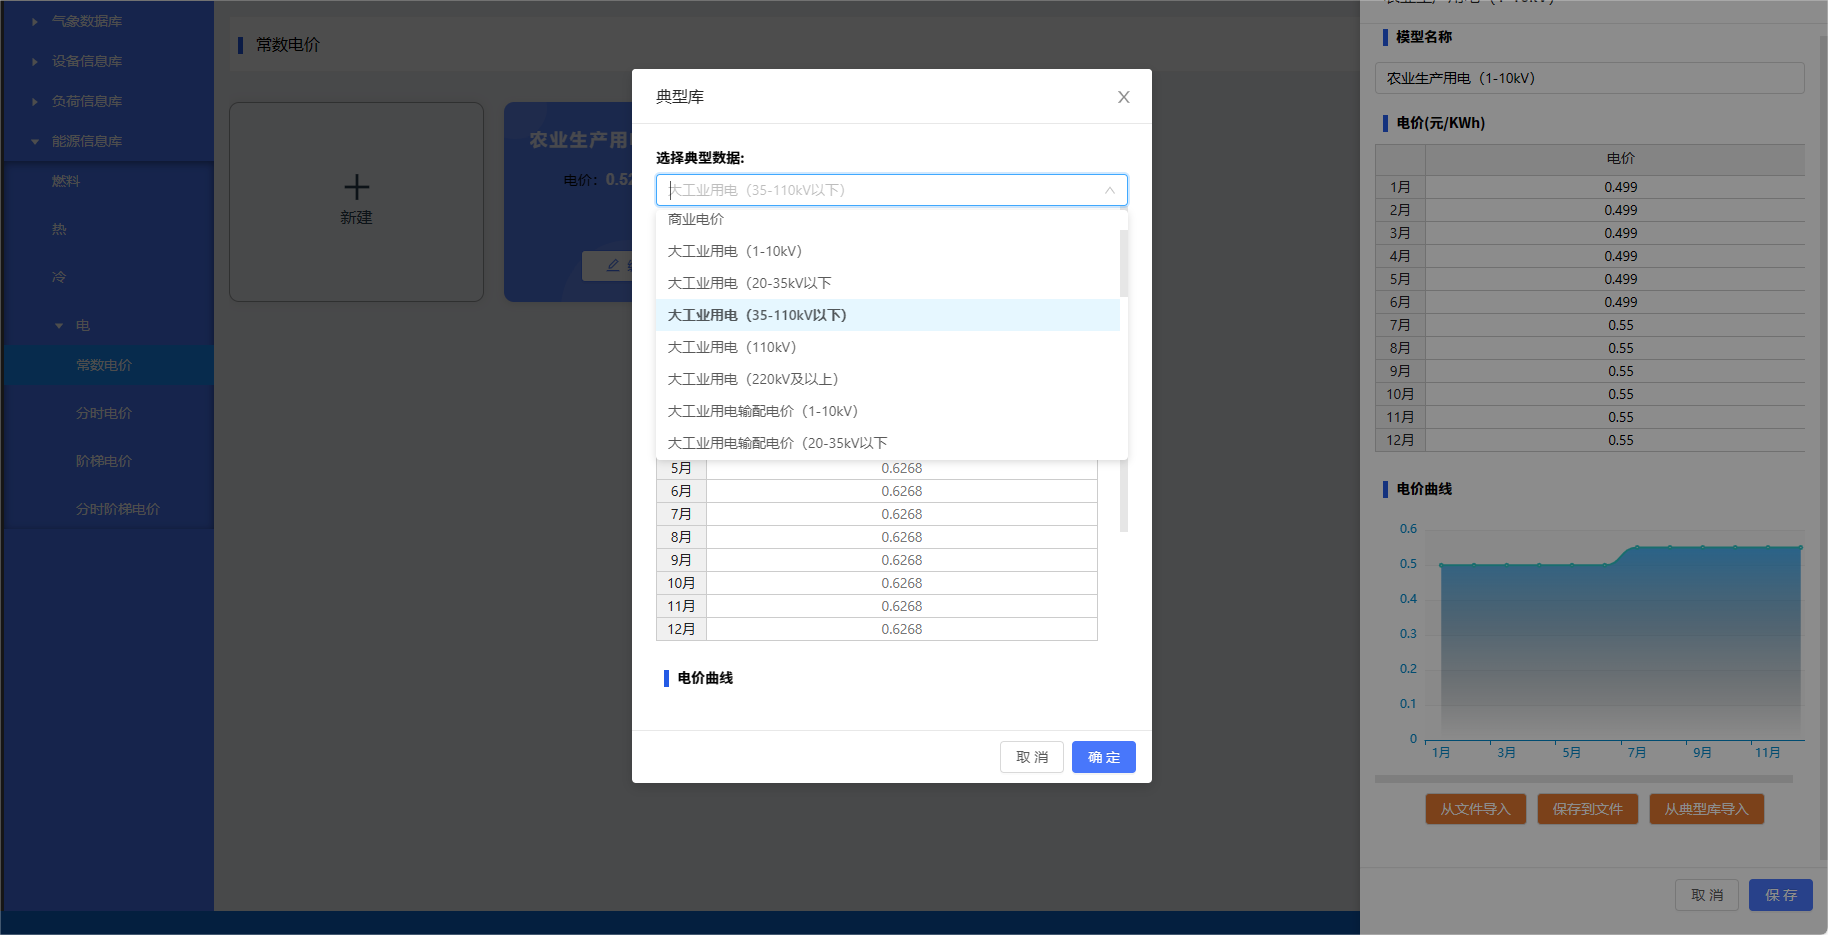 气象数据库
设备信息库
负荷信息库
能源信息库
燃料
热
冷
电
常数电价
分时电价
阶梯电价
分时阶梯电价
常数电价
新建
农业生产用
电价：0.52
典型库
X
选择典型数据:
大工业用电（35-110kV以下）
商业电价
大工业用电（1-10kV）
大工业用电（20-35kV以下
大工业用电（35-110kV以下）
大工业用电（110kV）
大工业用电（220kV及以上）
大工业用电输配电价（1-10kV）
大工业用电输配电价（20-35kV以下
5月 0.6268
6月 0.6268
7月 0.6268
8月 0.6268
9月 0.6268
10月 0.6268
11月 0.6268
12月 0.6268
电价曲线
取 消 确 定
农业生产用电（1-10kV）
模型名称
农业生产用电（1-10kV）
电价(元/KWh)
电价
1月 0.499
2月 0.499
3月 0.499
4月 0.499
5月 0.499
6月 0.499
7月 0.55
8月 0.55
9月 0.55
10月 0.55
11月 0.55
12月 0.55
电价曲线
0.6
0.5
0.4
0.3
0.2
0.1
0
1月 3月 5月 7月 9月 11月
从文件导入 保存到文件 从典型库导入
取 消 保 存